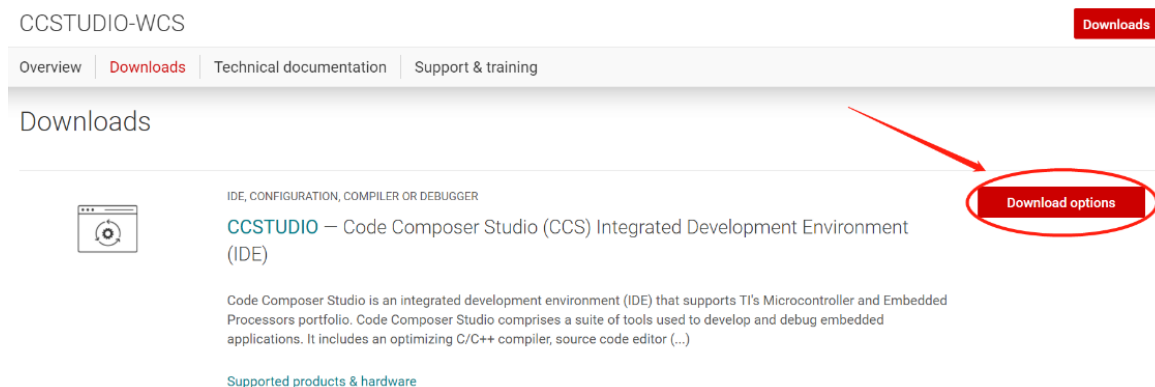 CCSTUDIO-WCS
Downloads
Overview Downloads Technical documentation Support & training
Downloads
IDE, CONFIGURATION, COMPILER OR DEBUGGER
Download options
CCSTUDIO — Code Composer Studio (CCS) Integrated Development Environment
(IDE)
Code Composer Studio is an integrated development environment (IDE) that supports TI's Microcontroller and Embedded
Processors portfolio. Code Composer Studio comprises a suite of tools used to develop and debug embedded
applications. It includes an optimizing C/C++ compiler, source code editor (...)
Supported products & hardware